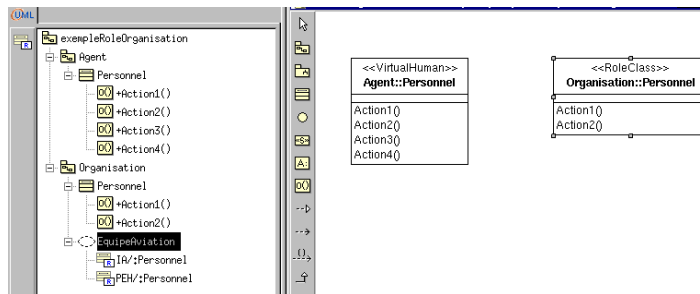 UML
exempleRoleOrganisation
Agent
Personnel
O() +Action1()
O() +Action2()
O() +Action3()
O() +Action4()
Organisation
Personnel
O() +Action1()
O() +Action2()
EquipeAviation
IA/:Personnel
PEH/:Personnel
«S»
A:
O()
<<VirtualHuman>>
Agent::Personnel
Action1()
Action2()
Action3()
Action4()
<<RoleClass>>
Organisation::Personnel
Action1()
Action2()